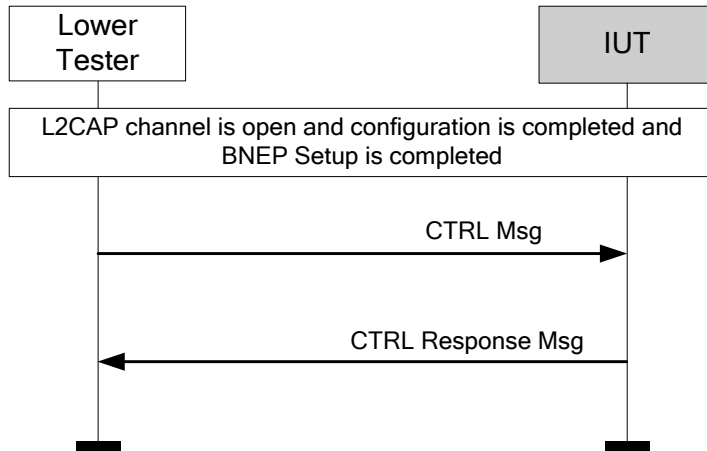 Lower
Tester
IUT
L2CAP channel is open and configuration is completed and
BNEP Setup is completed
CTRL Msg
CTRL Response Msg